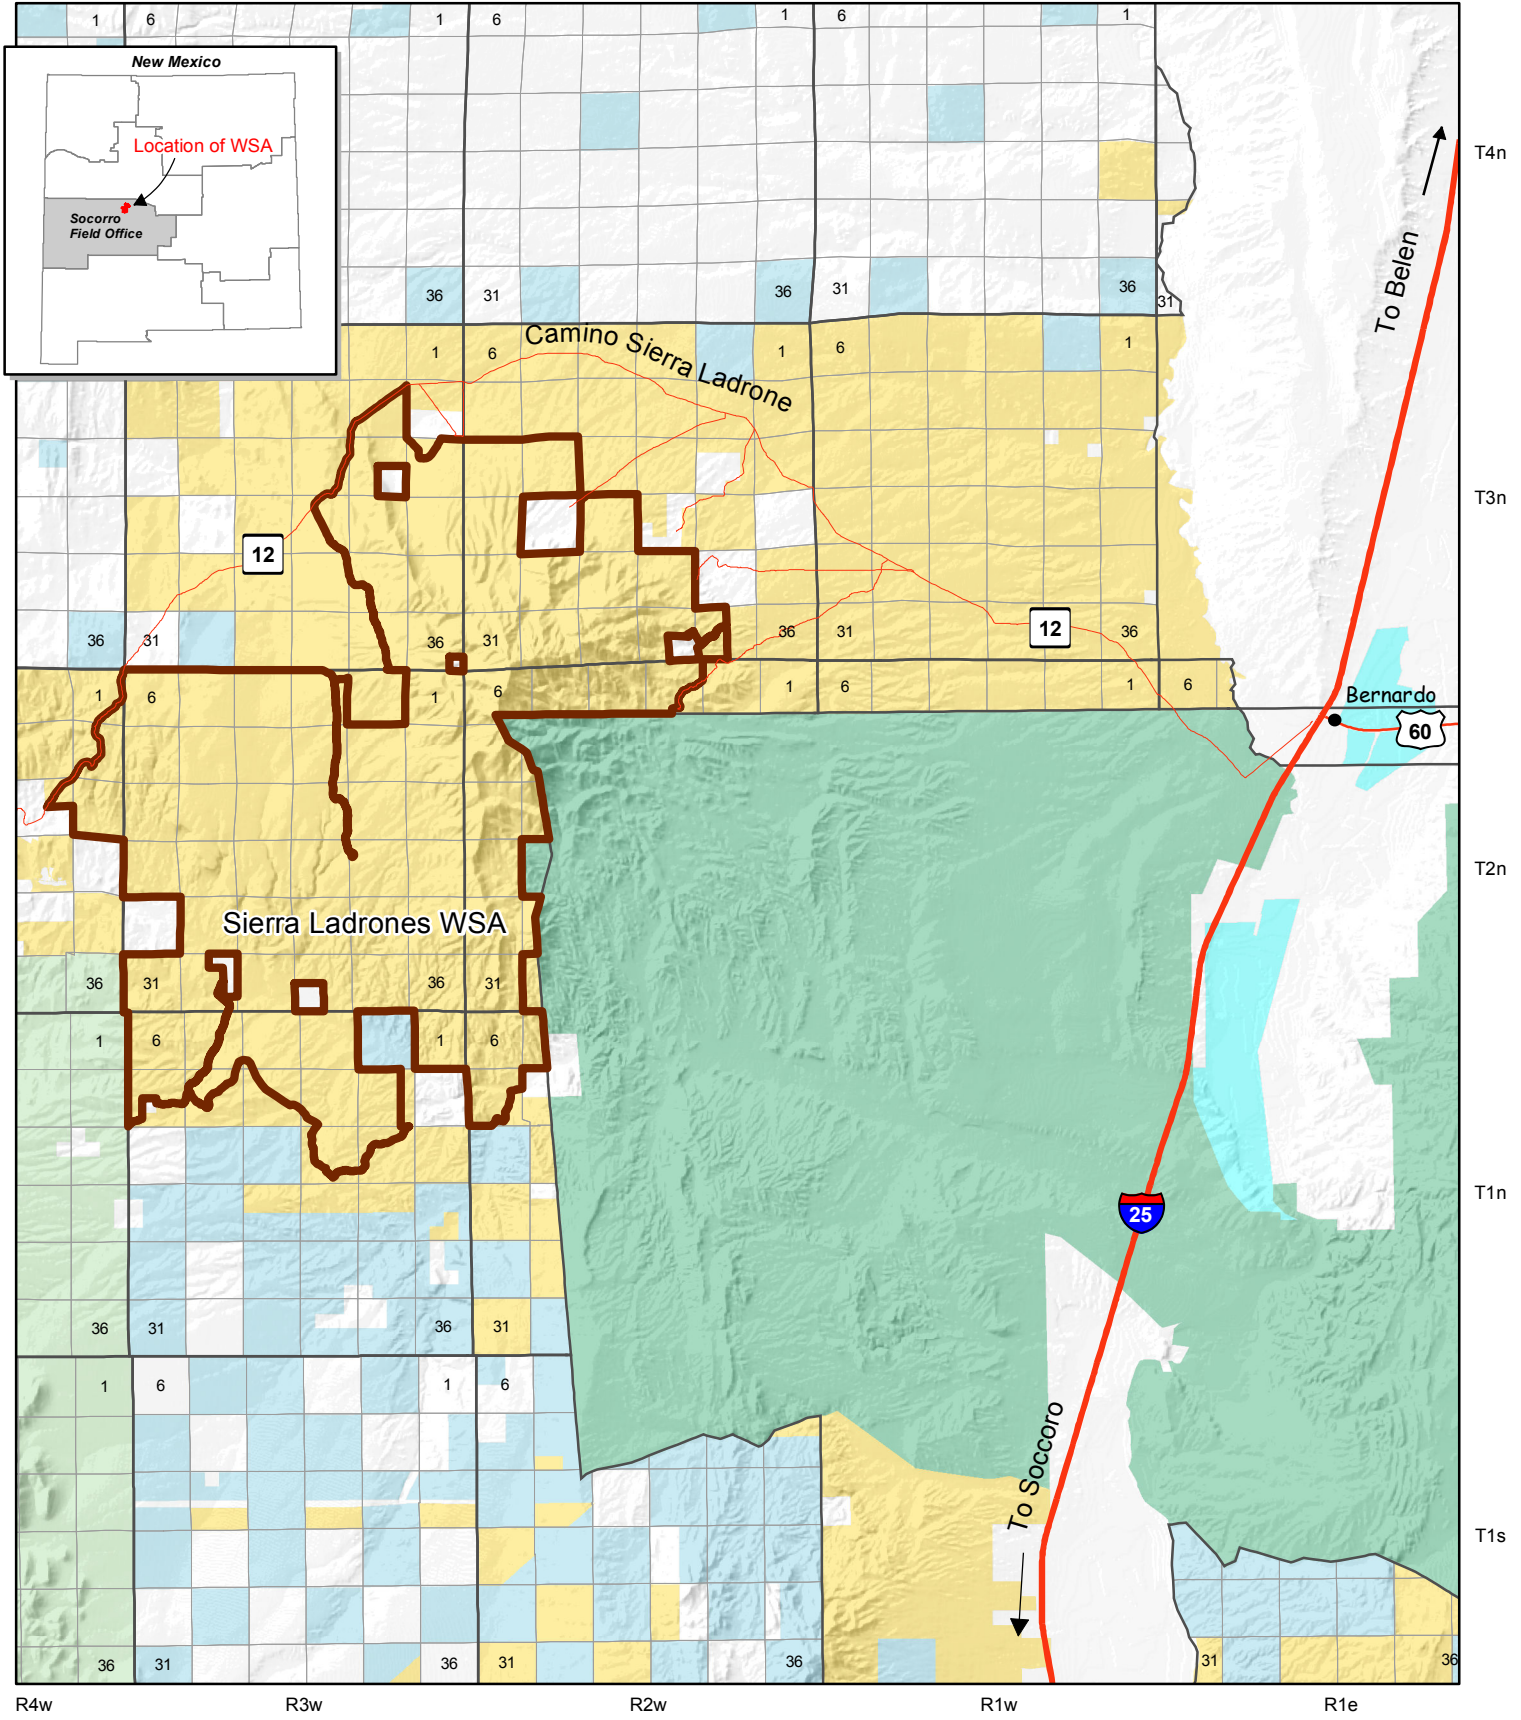 1 6 1 6 1 6 1
New Mexico
Location of WSA
Socorro
Field Office
T4n
To Belen
36 31 36 31 36 31
Camino Sierra Ladrone
1 6 1 6 1
T3n
12
36 31 36 31 36 31 12 36
1 6 1 6 1 6 1 6
Bernardo
60
T2n
Sierra Ladrones WSA
36 31 36 31
1 6 1 6
T1n
25
36 31 36 31
1 6 1 6
To Soccoro
T1s
36 31 36 31 36 31 36
R4w R3w R2w R1w R1e